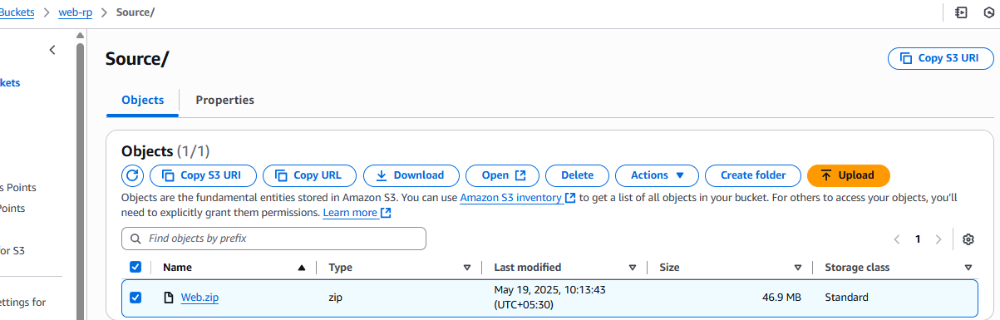 Buckets > web-rp > Source/
kets
s Points
Points
or S3
ettings for
Source/
Copy S3 URI
Objects Properties
Objects (1/1)
Copy S3 URI Copy URL Download Open Delete Actions Create folder Upload
Objects are the fundamental entities stored in Amazon S3. You can use Amazon S3 inventory to get a list of all objects in your bucket. For others to access your objects, you'll
need to explicitly grant them permissions. Learn more
Find objects by prefix
1
Name Type Last modified Size Storage class
Web.zip zip May 19, 2025, 10:13:43 46.9 MB Standard
(UTC+05:30)